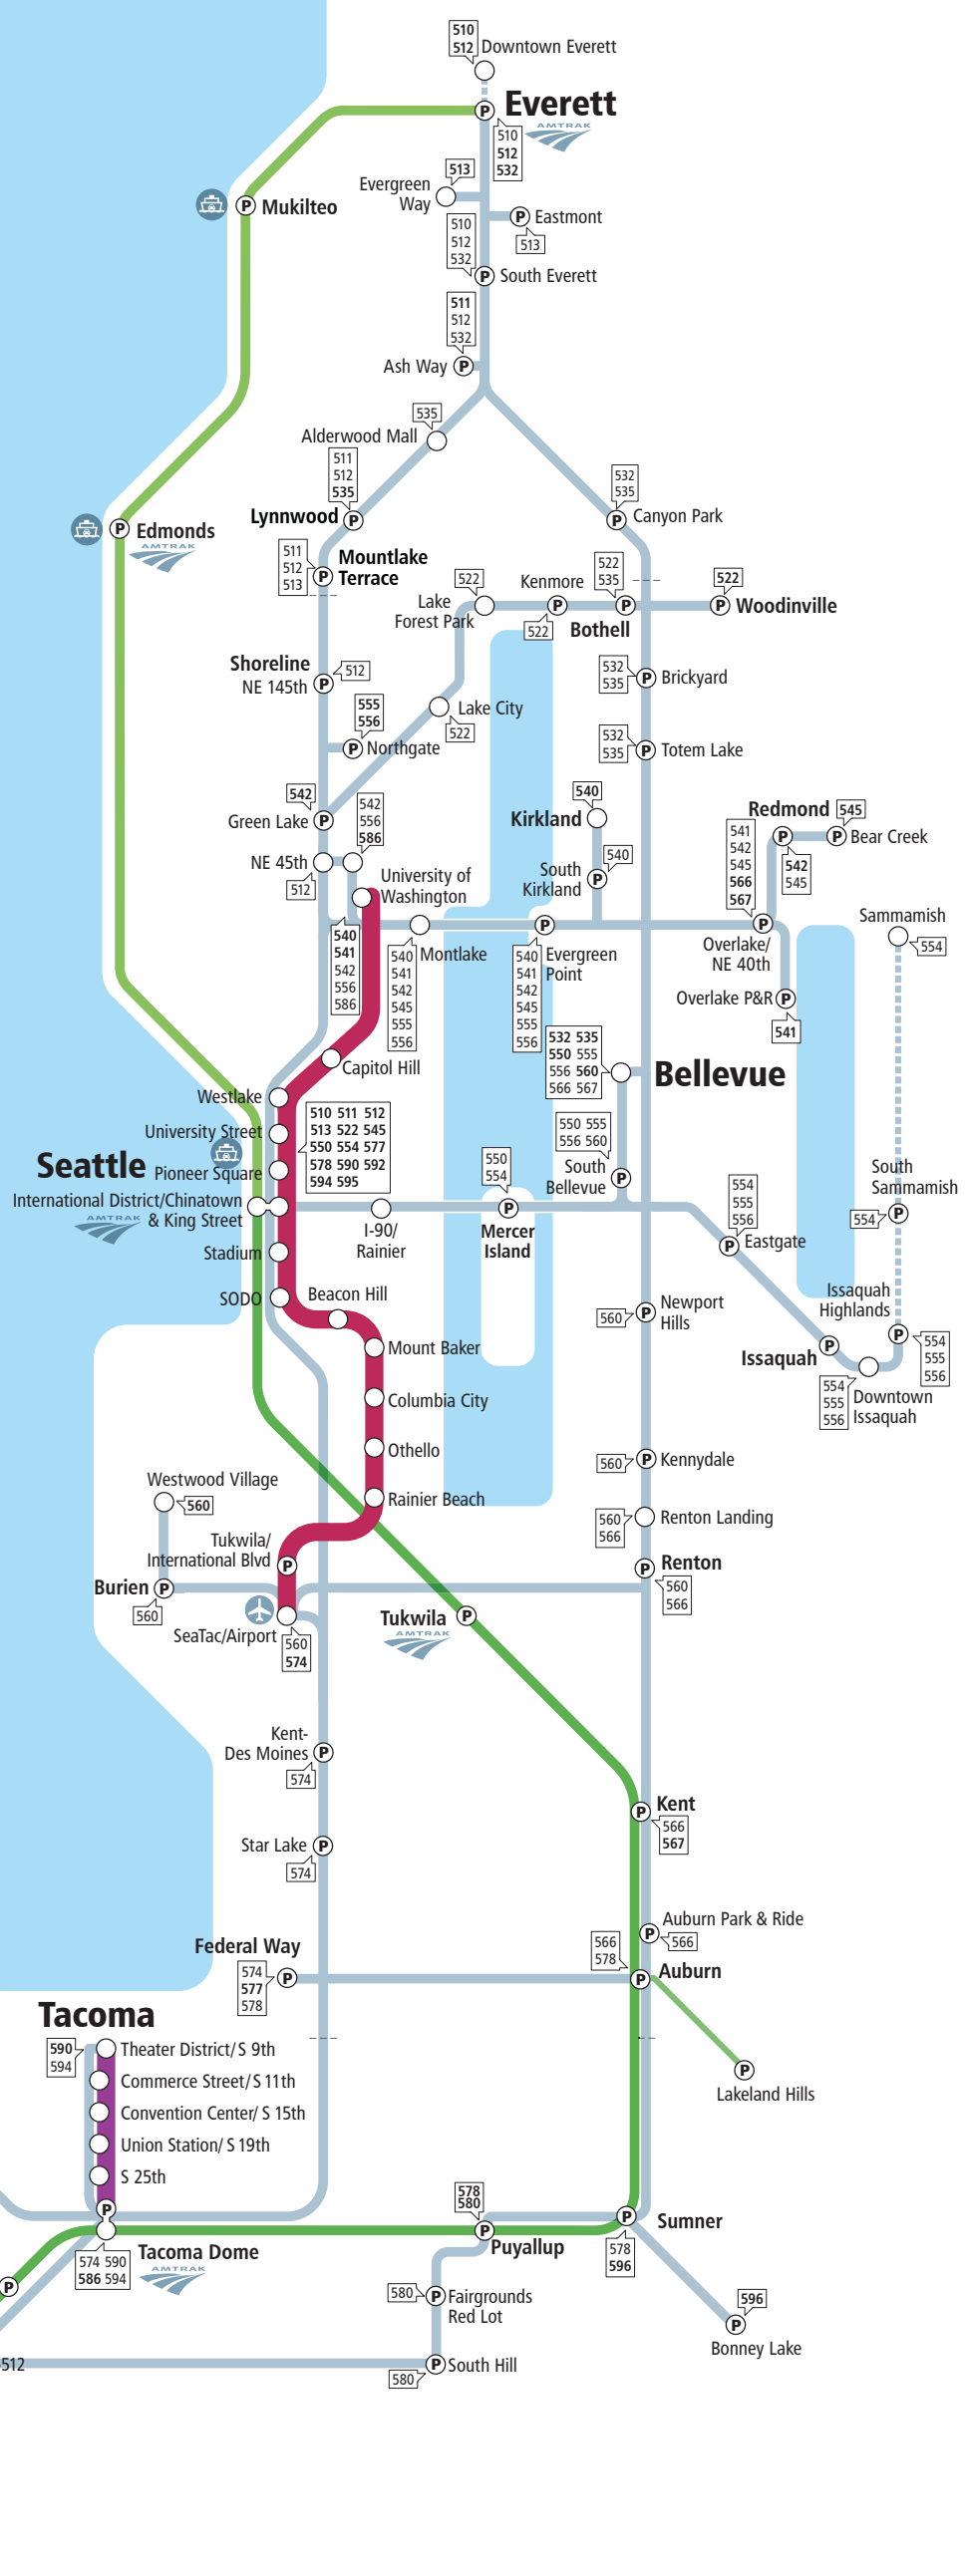 510
512
Downtown Everett
P
Everett
AMTRAK
510
512
532
513
Evergreen
Way
P
Eastmont
513
P
Mukilteo
510
512
532
P
South Everett
511
512
532
Ash Way
P
535
Alderwood Mall
511
512
535
Lynnwood
P
532
535
P
Canyon Park
P
Edmonds
AMTRAK
511
512
513
P
Mountlake
Terrace
522
Lake
Forest Park
Kenmore
P
522
522
535
P
Bothell
522
P
Woodinville
Shoreline
NE 145th
P
512
532
535
P
Brickyard
555
556
P
Northgate
Lake City
522
532
535
P
Totem Lake
542
Green Lake
P
542
556
586
540
Kirkland
Redmond
P
545
P
Bear Creek
541
542
545
566
567
542
545
NE 45th
512
540
South
Kirkland
P
University of
Washington
540
541
542
556
586
Montlake
540
541
542
545
555
556
P
Evergreen
Point
540
541
542
545
555
556
P
Overlake/
NE 40th
Sammamish
554
Overlake P&R
P
541
532 535
550 555
556 560
566 567
Bellevue
Capitol Hill
Westlake
University Street
510 511 512
513 522 545
550 554 577
578 590 592
594 595
550 555
556 560
South
Bellevue
P
Seattle
Pioneer Square
International District/Chinatown
& King Street
AMTRAK
550
554
I-90/
Rainier
P
Mercer
Island
554
555
556
P
Eastgate
South
Sammamish
554
P
Stadium
SODO
Beacon Hill
Mount Baker
560
P
Newport
Hills
Issaquah
Highlands
P
554
555
556
Issaquah
P
554
555
556
Downtown
Issaquah
Columbia City
Othello
560
P
Kennydale
Westwood Village
560
Rainier Beach
560
566
Renton Landing
Tukwila/
International Blvd
P
P
Renton
560
566
Burien
P
560
SeaTac/Airport
560
574
Tukwila
P
AMTRAK
Kent-
Des Moines
P
574
P
Kent
566
567
Star Lake
P
574
P
Auburn Park & Ride
566
Federal Way
P
574
577
578
566
578
P
Auburn
P
Lakeland Hills
Tacoma
590
594
Theater District/S 9th
Commerce Street/S 11th
Convention Center/ S 15th
Union Station/ S 19th
S 25th
P
Tacoma Dome
AMTRAK
574 590
586 594
P
578
580
P
Puyallup
P
Sumner
578
596
580
P
Fairgrounds
Red Lot
596
P
Bonney Lake
512
P
South Hill
580